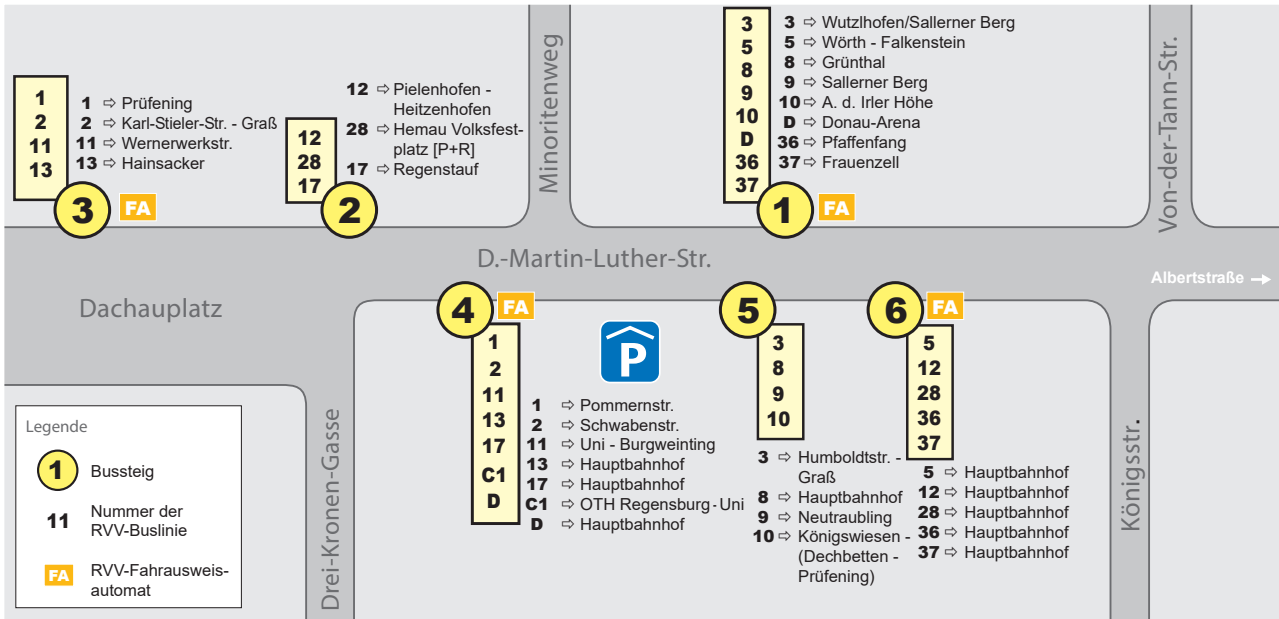 1
2
11
13
3
FA
1 ⇨ Prüfening
2 ⇨ Karl-Stieler-Str. - Graß
11 ⇨ Wernerwerkstr.
13 ⇨ Hainsacker
12
28
17
2
12 ⇨ Pielenhofen -
Heitzenhofen
28 ⇨ Hemau Volksfest-
platz [P+R]
17 ⇨ Regenstauf
Minoritenweg
3
5
8
9
10
D
36
37
1
FA
3 ⇨ Wutzlhofen/Sallerner Berg
5 ⇨ Wörth - Falkenstein
8 ⇨ Grünthal
9 ⇨ Sallerner Berg
10 ⇨ A. d. Irler Höhe
D ⇨ Donau-Arena
36 ⇨ Pfaffenfang
37 ⇨ Frauenzell
Von-der-Tann-Str.
D.-Martin-Luther-Str.
Albertstraße →
Dachauplatz
4
FA
1
2
11
13
17
C1
D
1 ⇨ Pommernstr.
2 ⇨ Schwabenstr.
11 ⇨ Uni - Burgweinting
13 ⇨ Hauptbahnhof
17 ⇨ Hauptbahnhof
C1 ⇨ OTH Regensburg - Uni
D ⇨ Hauptbahnhof
P
5
3
8
9
10
3 ⇨ Humboldtstr. -
Graß
8 ⇨ Hauptbahnhof
9 ⇨ Neutraubling
10 ⇨ Königswiesen -
(Dechbetten -
Prüfening)
6
FA
5
12
28
36
37
5 ⇨ Hauptbahnhof
12 ⇨ Hauptbahnhof
28 ⇨ Hauptbahnhof
36 ⇨ Hauptbahnhof
37 ⇨ Hauptbahnhof
Drei-Kronen-Gasse
Königsstr.
Legende
1 Bussteig
11 Nummer der
RVV-Buslinie
FA RVV-Fahrausweis-
automat